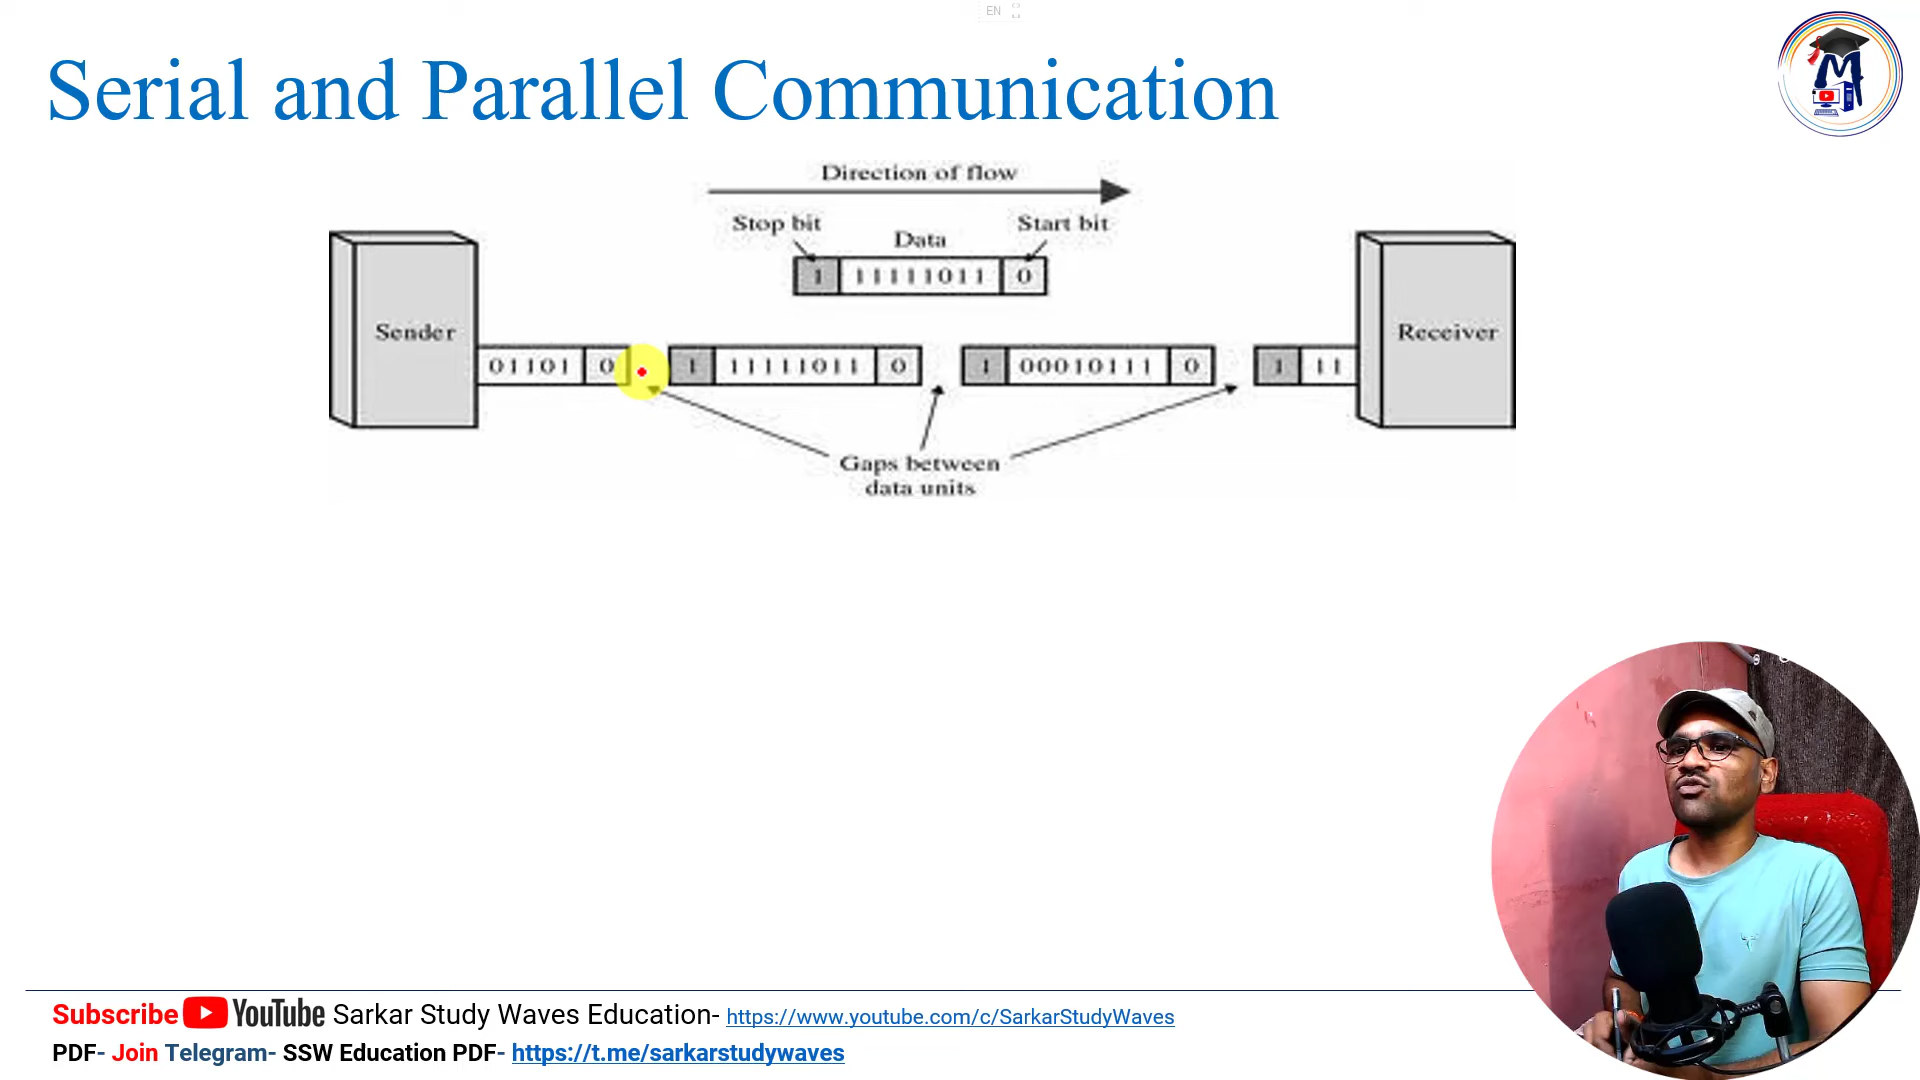 EN
Serial and Parallel Communication
Direction of flow
Stop bit
Data
Start bit
1 11111011 0
Sender
Receiver
01101 0
1 11111011 0
1 00010111 0
1 11
Gaps between
data units
Subscribe YouTube Sarkar Study Waves Education- https://www.youtube.com/c/SarkarStudyWaves
PDF- Join Telegram- SSW Education PDF- https://t.me/sarkarstudywaves